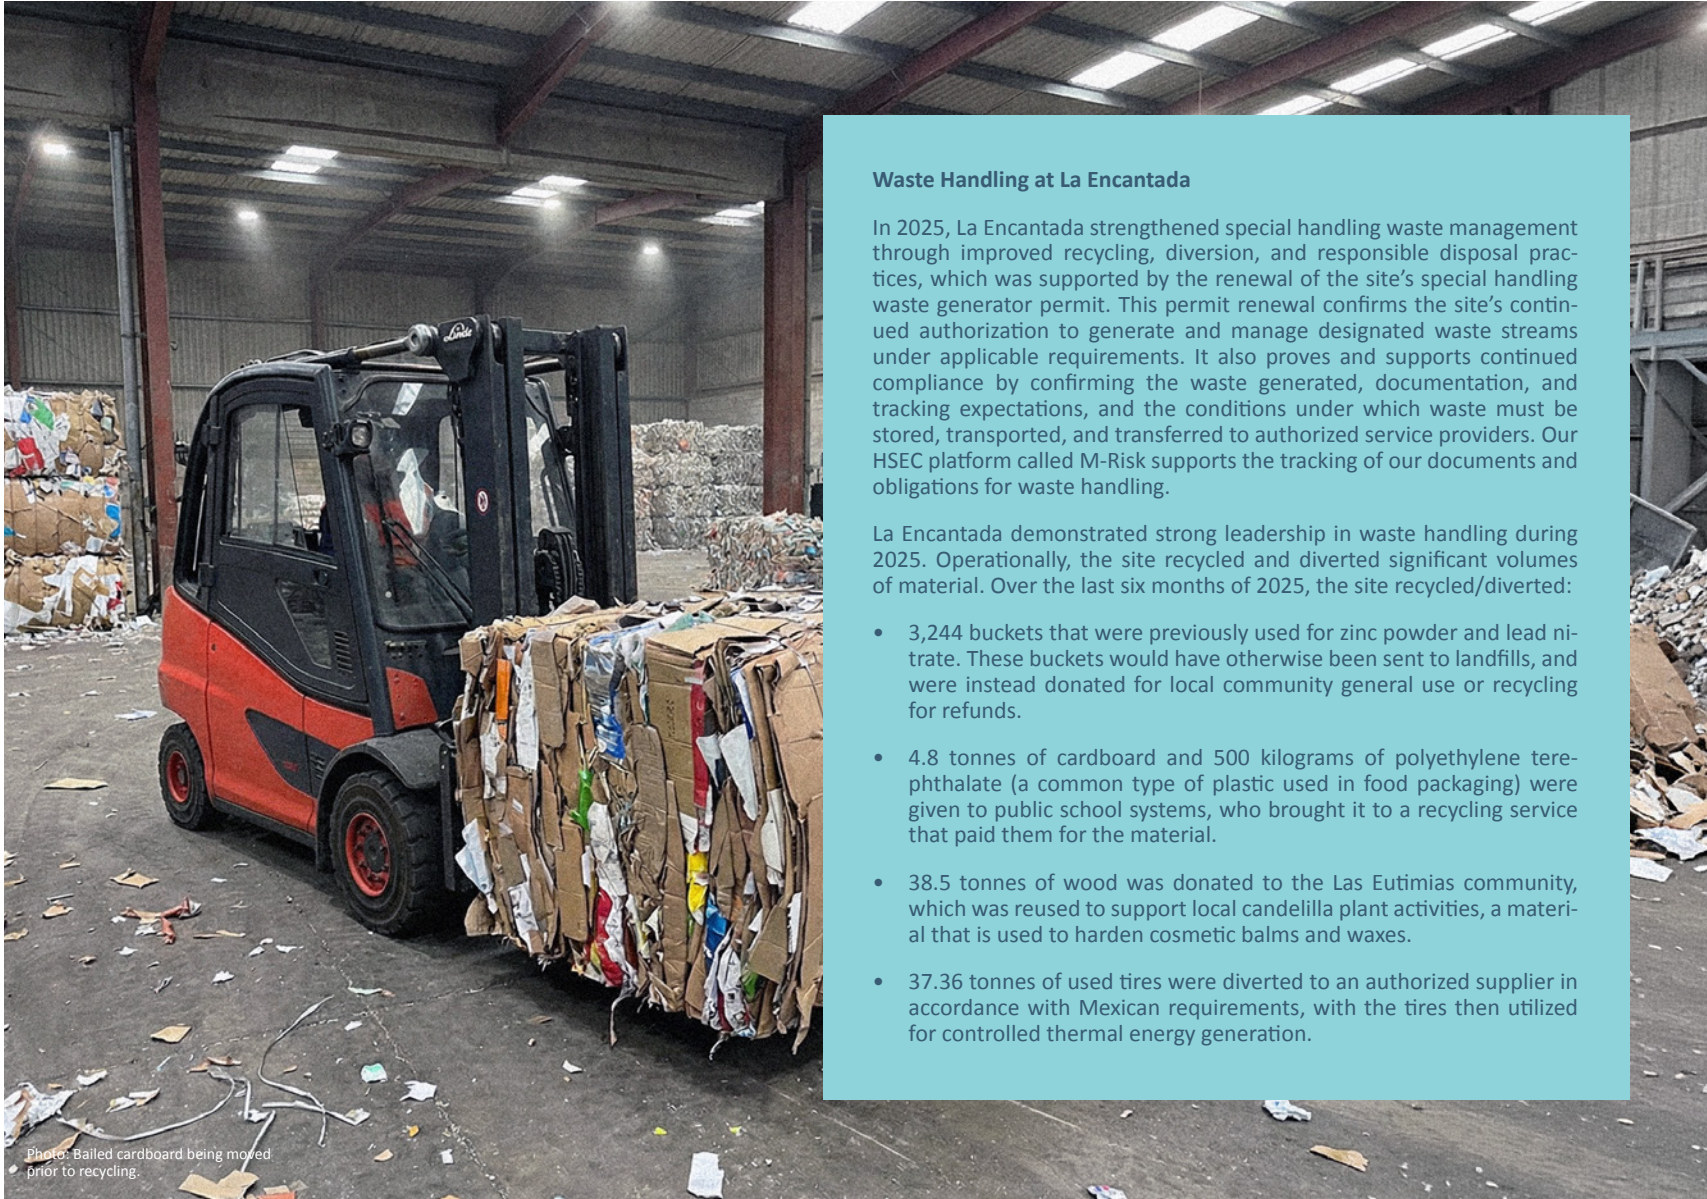 Linde
Waste Handling at La Encantada
In 2025, La Encantada strengthened special handling waste management
through improved recycling, diversion, and responsible disposal prac-
tices, which was supported by the renewal of the site's special handling
waste generator permit. This permit renewal confirms the site's contin-
ued authorization to generate and manage designated waste streams
under applicable requirements. It also proves and supports continued
compliance by confirming the waste generated, documentation, and
tracking expectations, and the conditions under which waste must be
stored, transported, and transferred to authorized service providers. Our
HSEC platform called M-Risk supports the tracking of our documents and
obligations for waste handling.
La Encantada demonstrated strong leadership in waste handling during
2025. Operationally, the site recycled and diverted significant volumes
of material. Over the last six months of 2025, the site recycled/diverted:
• 3,244 buckets that were previously used for zinc powder and lead ni-
trate. These buckets would have otherwise been sent to landfills, and
were instead donated for local community general use or recycling
for refunds.
• 4.8 tonnes of cardboard and 500 kilograms of polyethylene tere-
phthalate (a common type of plastic used in food packaging) were
given to public school systems, who brought it to a recycling service
that paid them for the material.
• 38.5 tonnes of wood was donated to the Las Eutimias community,
which was reused to support local candelilla plant activities, a materi-
al that is used to harden cosmetic balms and waxes.
• 37.36 tonnes of used tires were diverted to an authorized supplier in
accordance with Mexican requirements, with the tires then utilized
for controlled thermal energy generation.
Photo: Bailed cardboard being moved
prior to recycling.